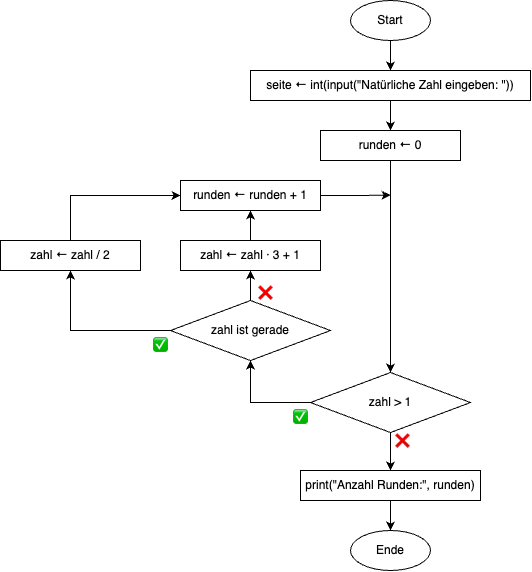 Start
seite ← int(input("Natürliche Zahl eingeben: "))
runden ← 0
runden ← runden + 1
zahl ← zahl / 2
zahl ← zahl · 3 + 1
zahl ist gerade
zahl > 1
print("Anzahl Runden:", runden)
Ende